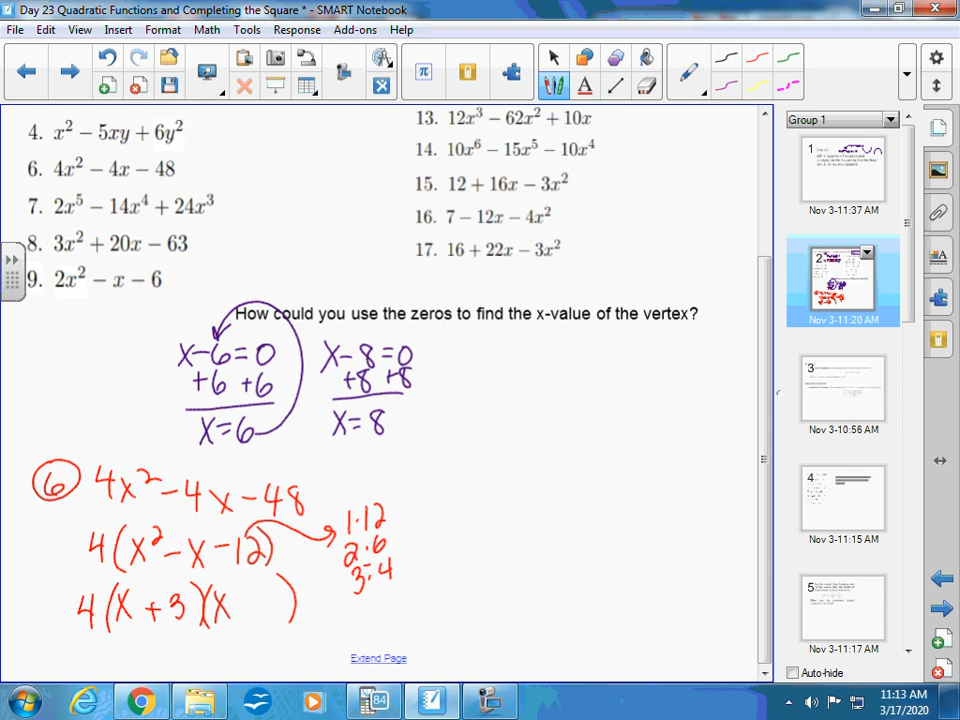 Day 23 Quadratic Functions and Completing the Square * - SMART Notebook
File Edit View Insert Format Math Tools Response Add-ons Help
4. x² − 5xy + 6y²
6. 4x² − 4x − 48
7. 2x⁵ − 14x⁴ + 24x³
8. 3x² + 20x − 63
9. 2x² − x − 6
13. 12x³ − 62x² + 10x
14. 10x⁶ − 15x⁵ − 10x⁴
15. 12 + 16x − 3x²
16. 7 − 12x − 4x²
17. 16 + 22x − 3x²
How could you use the zeros to find the x-value of the vertex?
x−6=0
+6 +6
x=6
x−8=0
+8 +8
x=8
6 4x²−4x−48
4(x²−x−12)
1·12
2·6
3·-4
4(x+3)(x )
Extend Page
Group 1
1
Nov 3-11:37 AM
2
Nov 3-11:20 AM
3
Nov 3-10:56 AM
4
Nov 3-11:15 AM
5
Nov 3-11:17 AM
Auto-hide
84
11:13 AM
3/17/2020